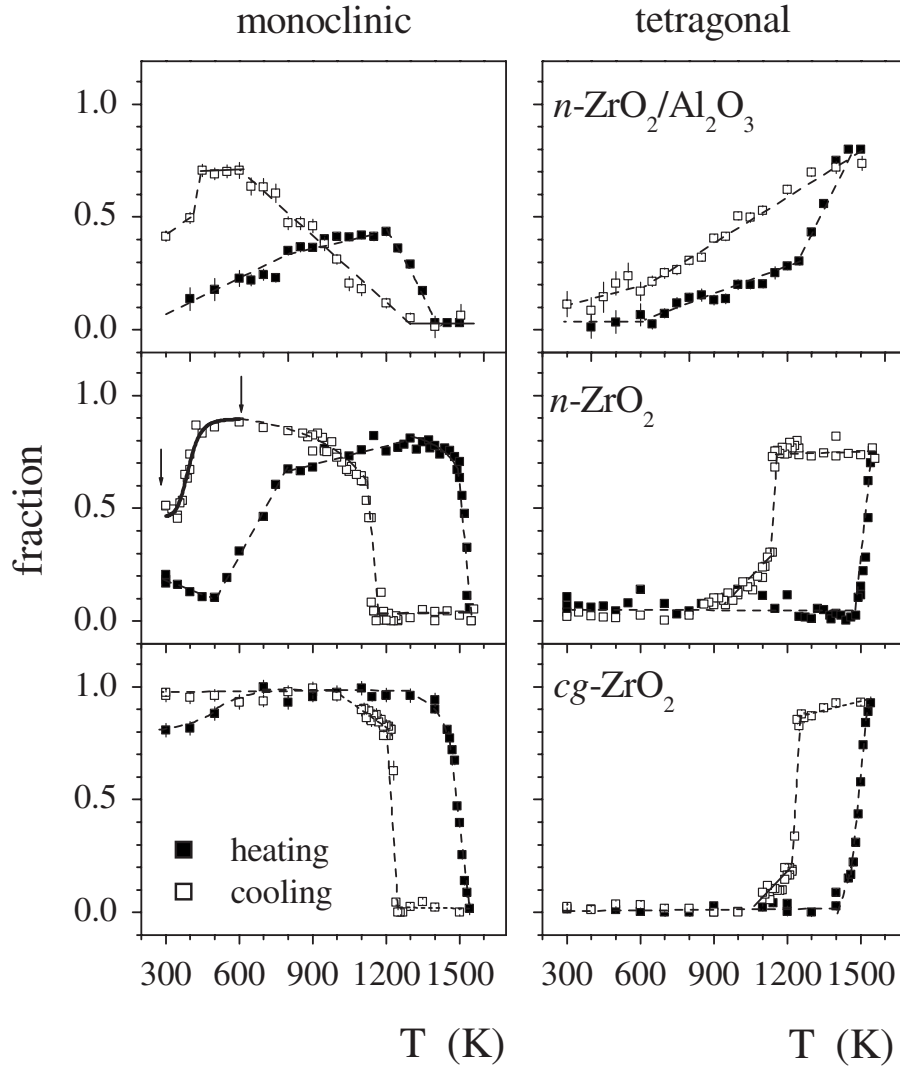 monoclinic tetragonal
1.0 n-ZrO₂/Al₂O₃
0.5
0.0
1.0 n-ZrO₂
0.5
0.0
fraction
1.0 cg-ZrO₂
0.5
heating
cooling
0.0
300 600 900 1200 1500 300 600 900 1200 1500
T (K) T (K)